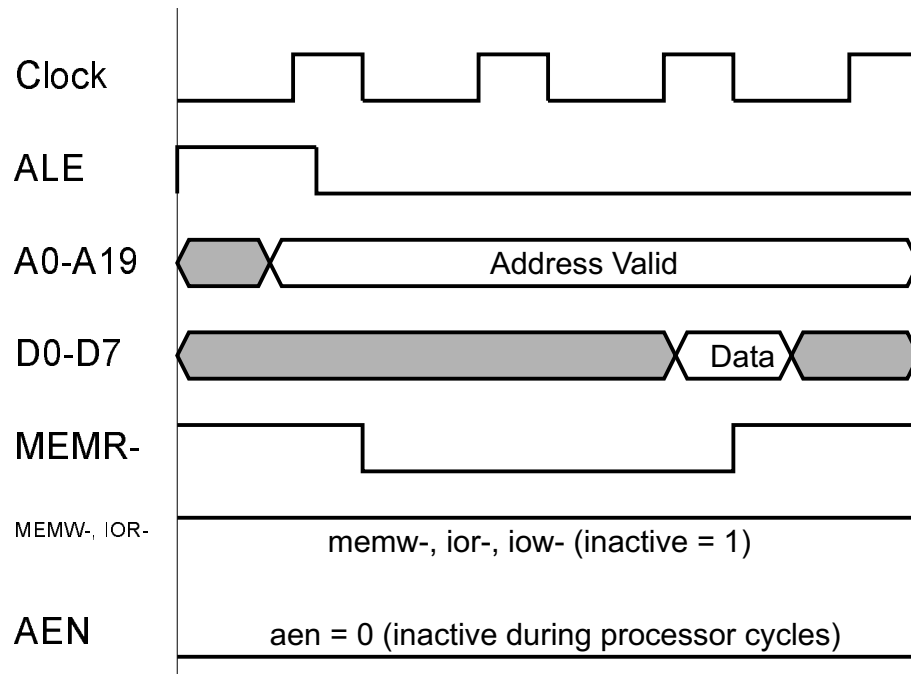 Clock
ALE
A0-A19
Address Valid
D0-D7
Data
MEMR-
MEMW-, IOR-
memw-, ior-, iow- (inactive = 1)
AEN
aen = 0 (inactive during processor cycles)